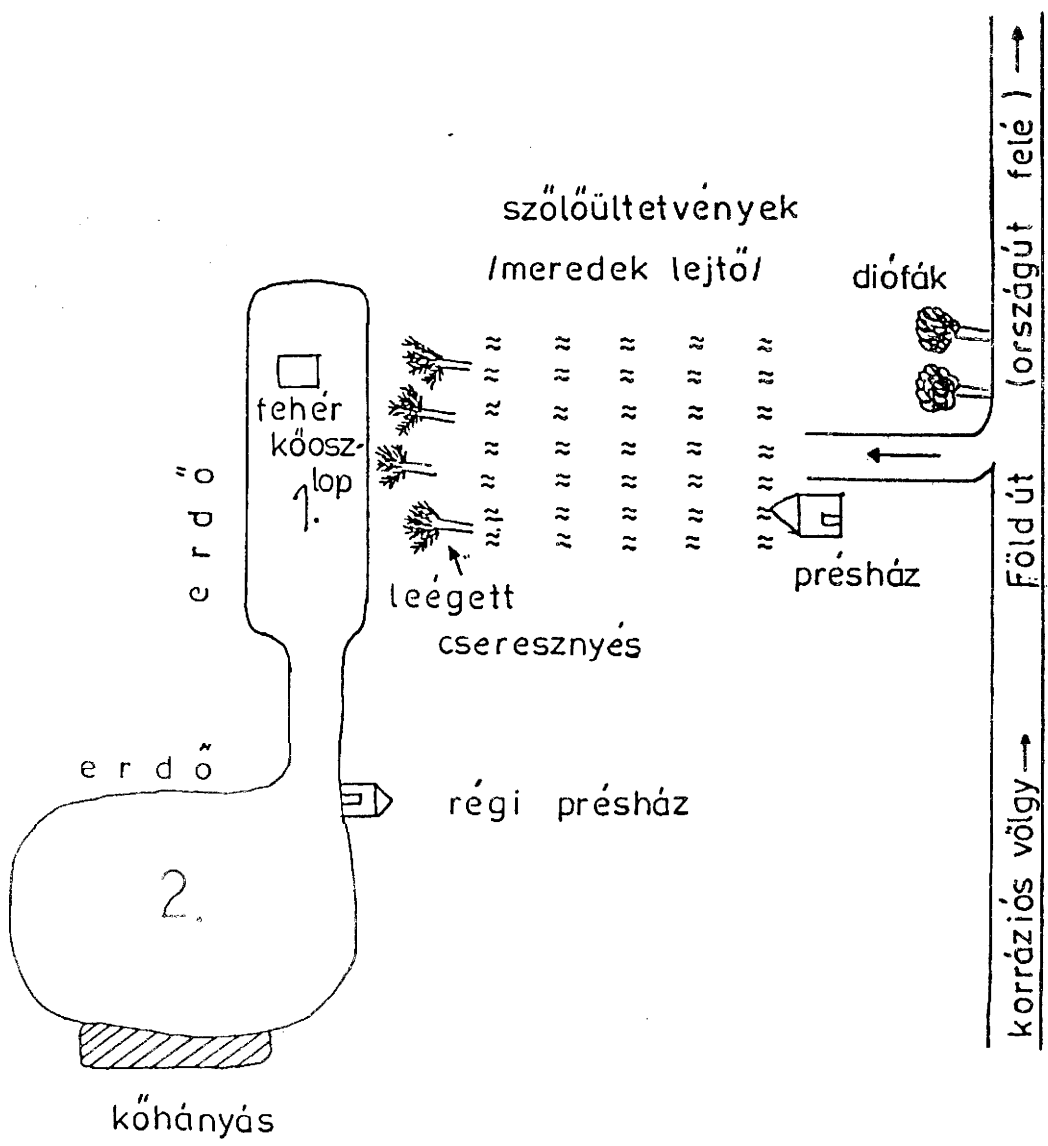 szőlőültetvények
/meredek lejtő/
diófák
(országút felé)
fehér
kőosz-
lop
1.
erdő
leégett
cseresznyés
présház
Föld út
erdő
régi présház
2.
korráziós völgy
kőhányás